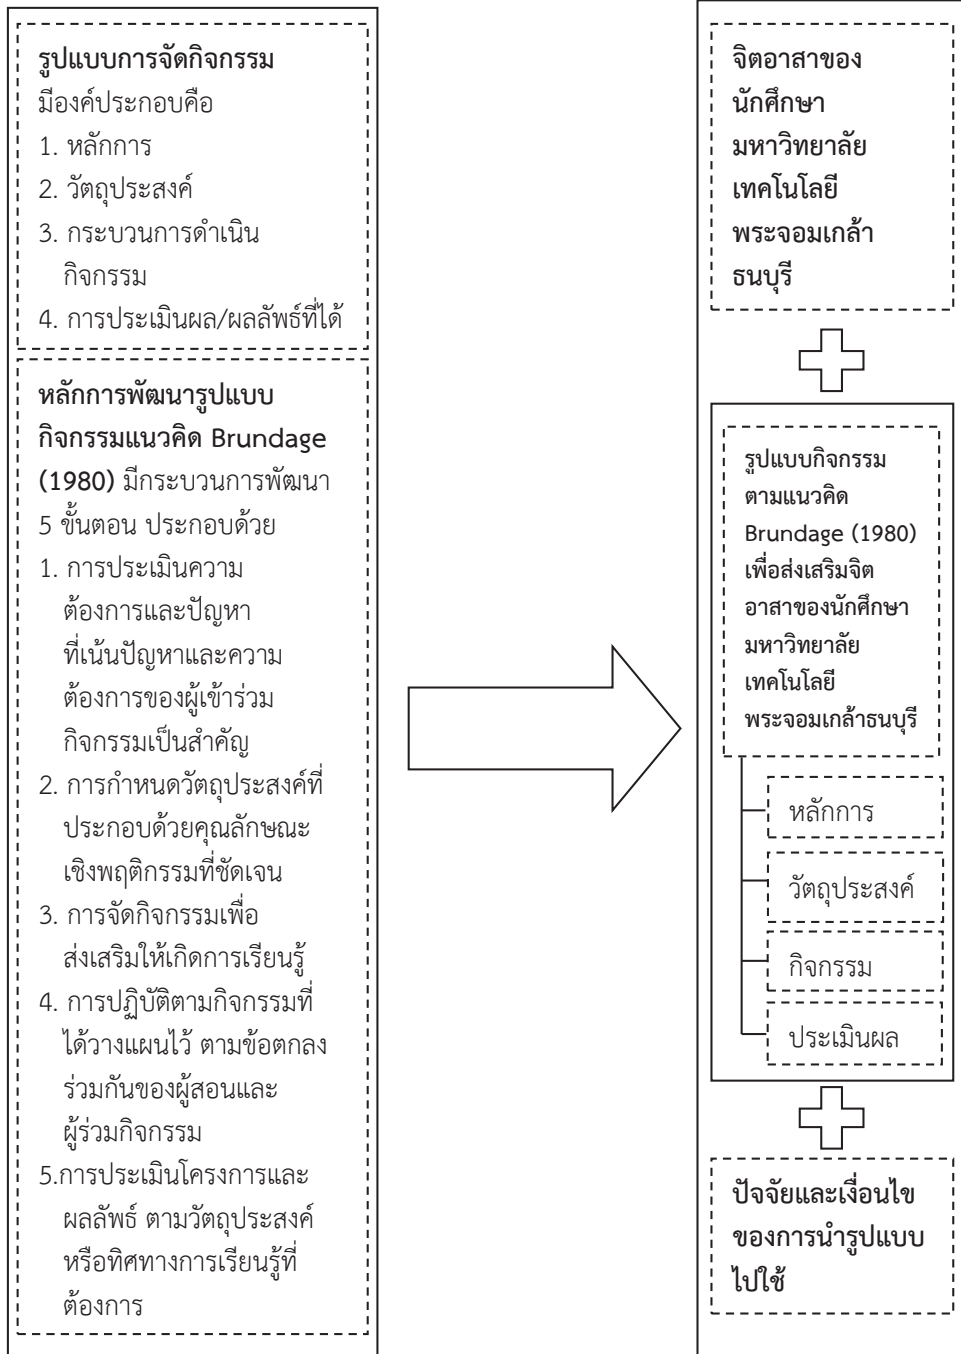 รูปแบบการจัดกิจกรรม
มีองค์ประกอบคือ
1. หลักการ
2. วัตถุประสงค์
3. กระบวนการดำเนิน
กิจกรรม
4. การประเมินผล/ผลลัพธ์ที่ได้
หลักการพัฒนารูปแบบ
กิจกรรมแนวคิด Brundage
(1980) มีกระบวนการพัฒนา
5 ขั้นตอน ประกอบด้วย
1. การประเมินความ
ต้องการและปัญหา
ที่เน้นปัญหาและความ
ต้องการของผู้เข้าร่วม
กิจกรรมเป็นสำคัญ
2. การกำหนดวัตถุประสงค์ที่
ประกอบด้วยคุณลักษณะ
เชิงพฤติกรรมที่ชัดเจน
3. การจัดกิจกรรมเพื่อ
ส่งเสริมให้เกิดการเรียนรู้
4. การปฏิบัติตามกิจกรรมที่
ได้วางแผนไว้ ตามข้อตกลง
ร่วมกันของผู้สอนและ
ผู้ร่วมกิจกรรม
5.การประเมินโครงการและ
ผลลัพธ์ ตามวัตถุประสงค์
หรือทิศทางการเรียนรู้ที่
ต้องการ
จิตอาสาของ
นักศึกษา
มหาวิทยาลัย
เทคโนโลยี
พระจอมเกล้า
ธนบุรี
รูปแบบกิจกรรม
ตามแนวคิด
Brundage (1980)
เพื่อส่งเสริมจิต
อาสาของนักศึกษา
มหาวิทยาลัย
เทคโนโลยี
พระจอมเกล้าธนบุรี
หลักการ
วัตถุประสงค์
กิจกรรม
ประเมินผล
ปัจจัยและเงื่อนไข
ของการนำรูปแบบ
ไปใช้